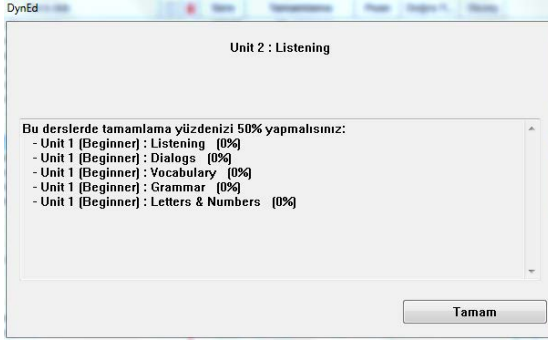 DynEd
Unit 2 : Listening
Bu derslerde tamamlama yüzdenizi 50% yapmalısınız:
- Unit 1 (Beginner) : Listening (0%)
- Unit 1 (Beginner) : Dialogs (0%)
- Unit 1 (Beginner) : Vocabulary (0%)
- Unit 1 (Beginner) : Grammar (0%)
- Unit 1 (Beginner) : Letters & Numbers (0%)
Tamam